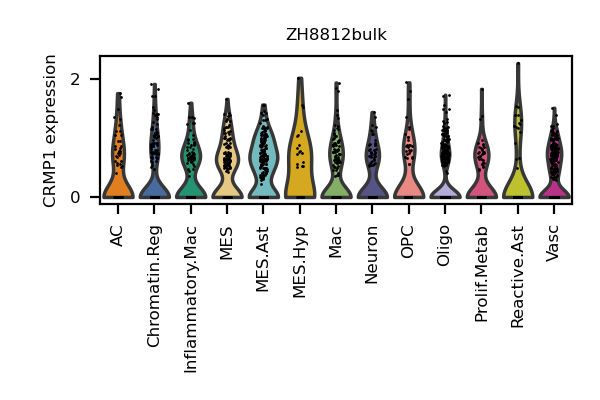 ZH8812bulk
CRMP1 expression
2
0
AC
Chromatin.Reg
Inflammatory.Mac
MES
MES.Ast
MES.Hyp
Mac
Neuron
OPC
Oligo
Prolif.Metab
Reactive.Ast
Vasc